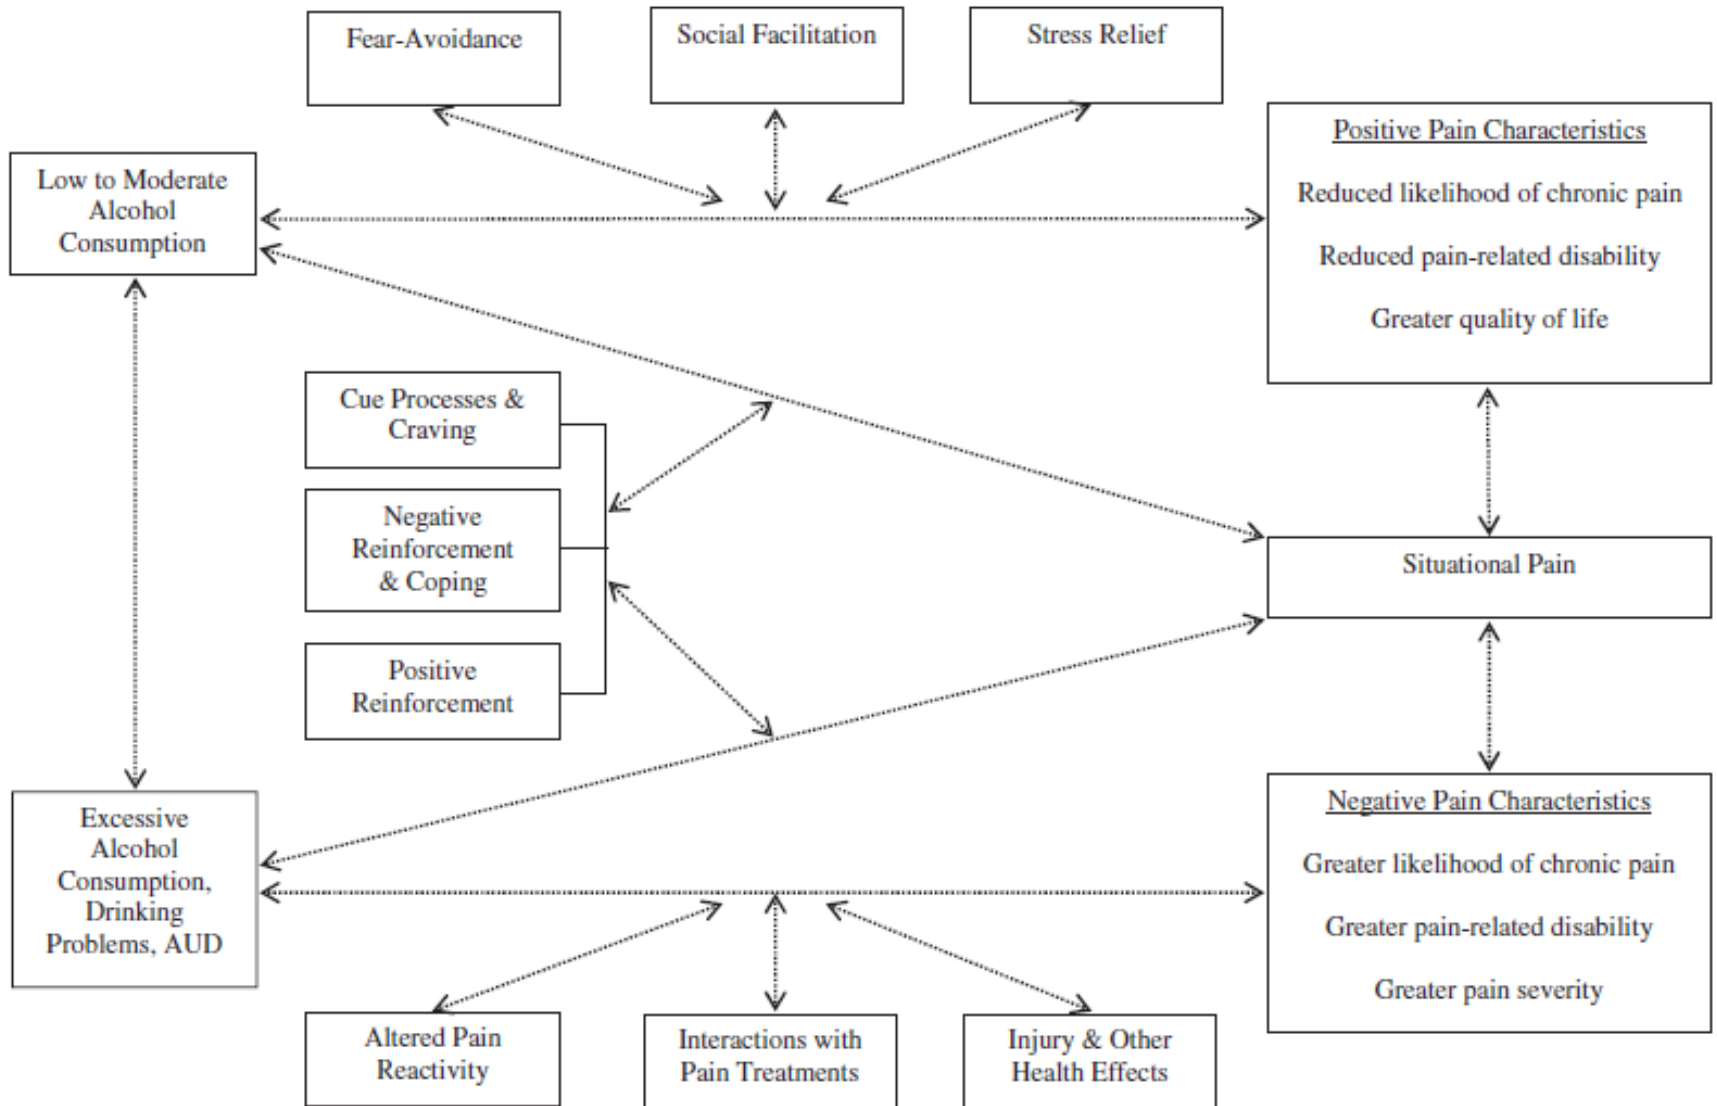 Fear-Avoidance
Social Facilitation
Stress Relief
Low to Moderate
Alcohol
Consumption
Positive Pain Characteristics
Reduced likelihood of chronic pain
Reduced pain-related disability
Greater quality of life
Cue Processes &
Craving
Negative
Reinforcement
& Coping
Positive
Reinforcement
Situational Pain
Excessive
Alcohol
Consumption,
Drinking
Problems, AUD
Negative Pain Characteristics
Greater likelihood of chronic pain
Greater pain-related disability
Greater pain severity
Altered Pain
Reactivity
Interactions with
Pain Treatments
Injury & Other
Health Effects